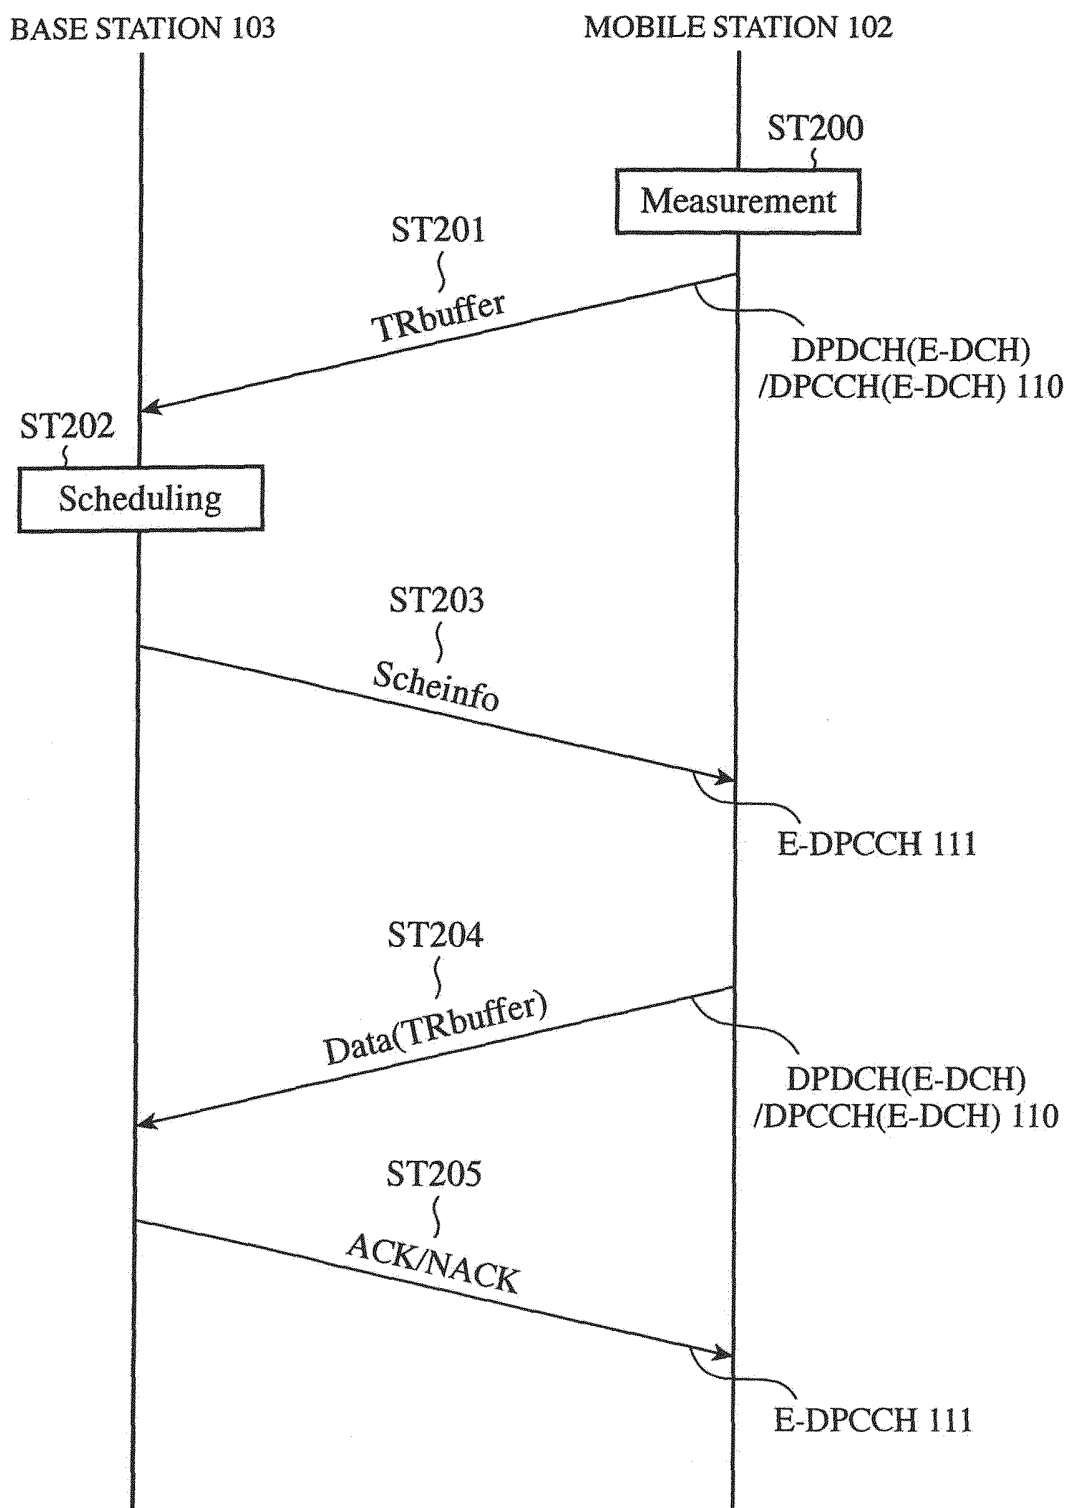 BASE STATION 103
MOBILE STATION 102
ST200
Measurement
ST201
TRbuffer
DPDCH(E-DCH)
/DPCCH(E-DCH) 110
ST202
Scheduling
ST203
Scheinfo
E-DPCCH 111
ST204
Data(TRbuffer)
DPDCH(E-DCH)
/DPCCH(E-DCH) 110
ST205
ACK/NACK
E-DPCCH 111